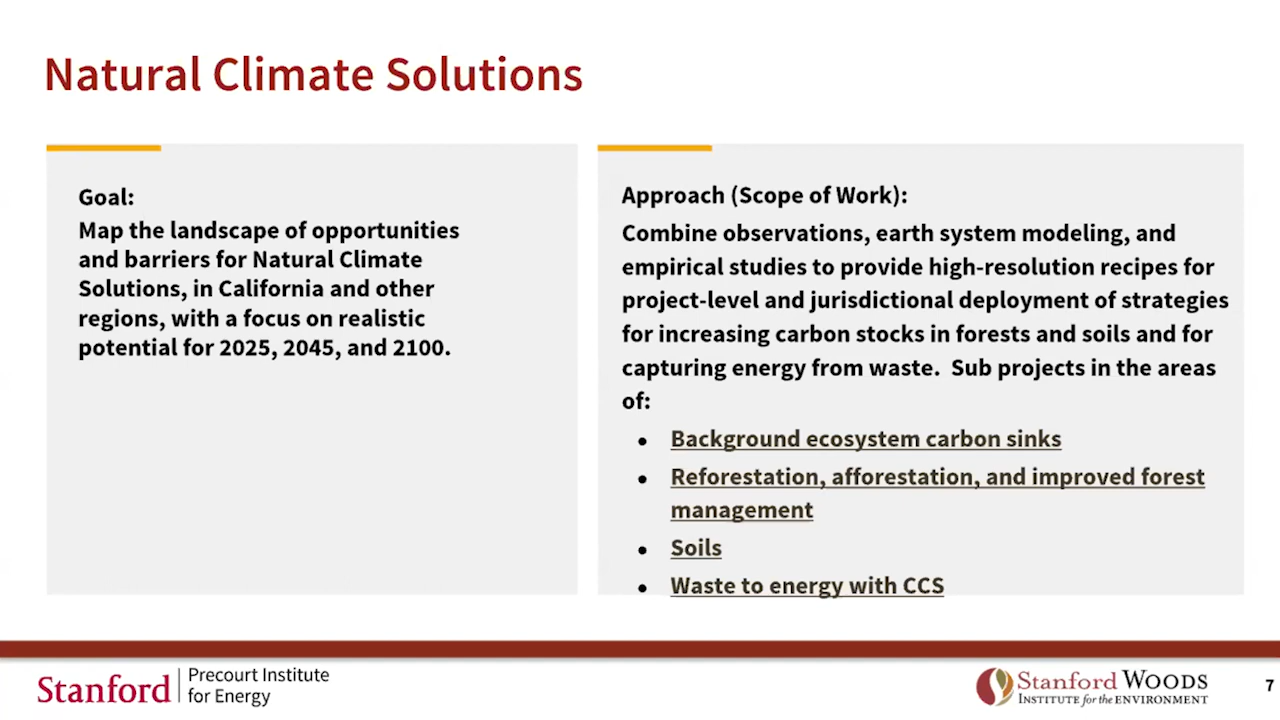 Natural Climate Solutions
Goal:
Map the landscape of opportunities
and barriers for Natural Climate
Solutions, in California and other
regions, with a focus on realistic
potential for 2025, 2045, and 2100.
Approach (Scope of Work):
Combine observations, earth system modeling, and
empirical studies to provide high-resolution recipes for
project-level and jurisdictional deployment of strategies
for increasing carbon stocks in forests and soils and for
capturing energy from waste.  Sub projects in the areas
of:
• Background ecosystem carbon sinks
• Reforestation, afforestation, and improved forest
management
• Soils
• Waste to energy with CCS
Stanford
Precourt Institute
for Energy
Stanford WOODS
INSTITUTE for the ENVIRONMENT
7